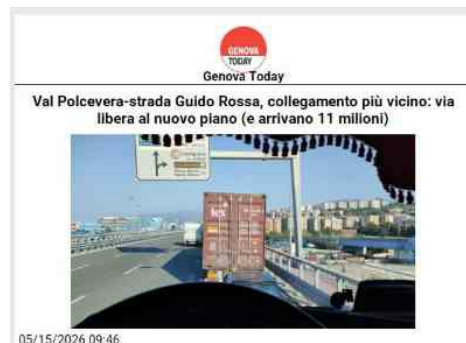 GENOVA
TODAY
Genova Today
Val Polcevera-strada Guido Rossa, collegamento più vicino: via
libera al nuovo piano (e arrivano 11 milioni)
tex
05/15/2026 09:46